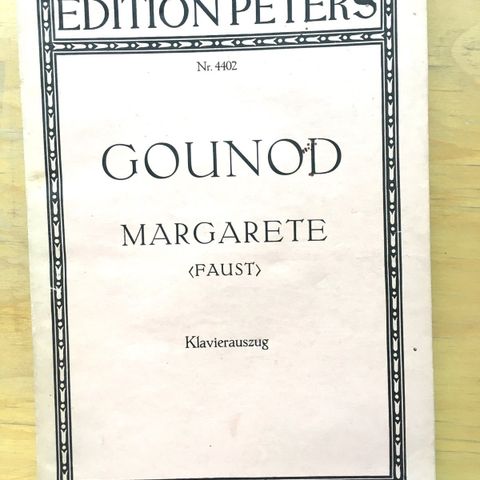 EDITION PETERS
Nr. 4402
GOUNOD
MARGARETE
‹FAUST›
Klavierauszug